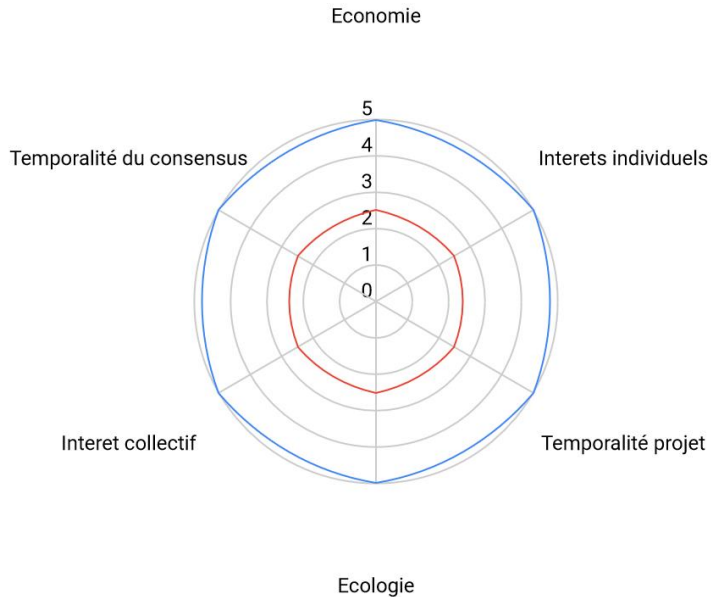 Economie
5
Temporalité du consensus
Interets individuels
4
3
2
1
0
Interet collectif
Temporalité projet
Ecologie